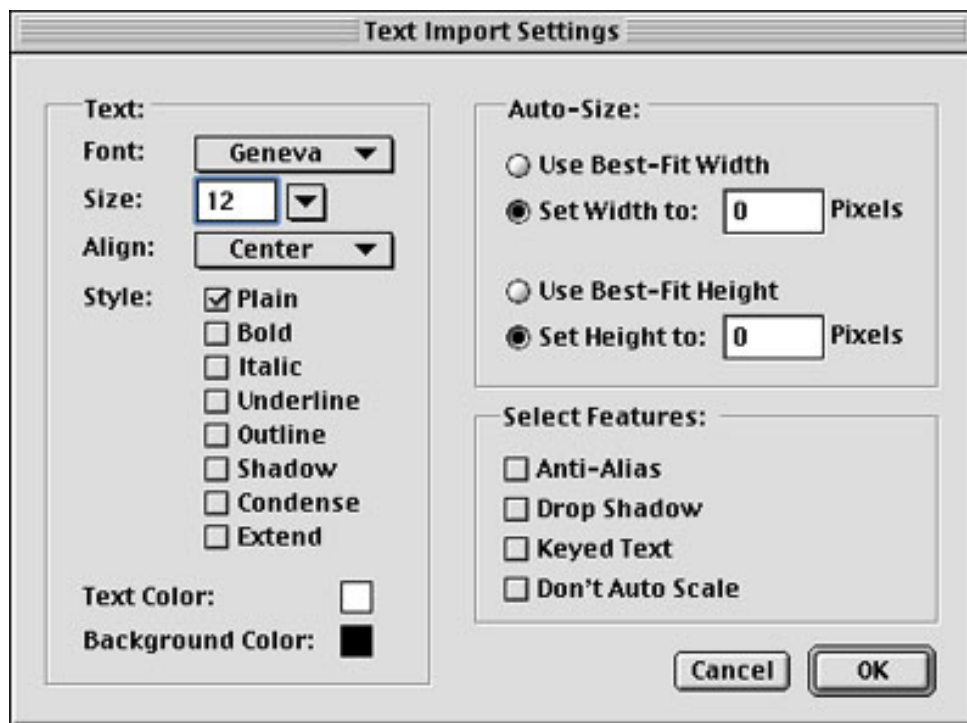 Text Import Settings
Text:
Font: Geneva
Size: 12
Align: Center
Style: Plain
Bold
Italic
Underline
Outline
Shadow
Condense
Extend
Text Color:
Background Color:
Auto-Size:
Use Best-Fit Width
Set Width to: 0 Pixels
Use Best-Fit Height
Set Height to: 0 Pixels
Select Features:
Anti-Alias
Drop Shadow
Keyed Text
Don't Auto Scale
Cancel OK